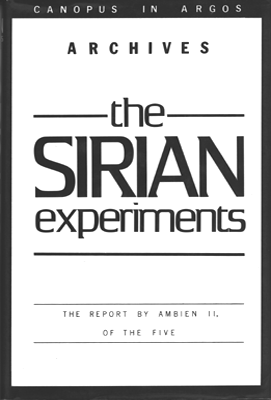 CANOPUS IN ARGOS
ARCHIVES
the
SIRIAN
experiments
THE REPORT BY AMBIEN II,
OF THE FIVE